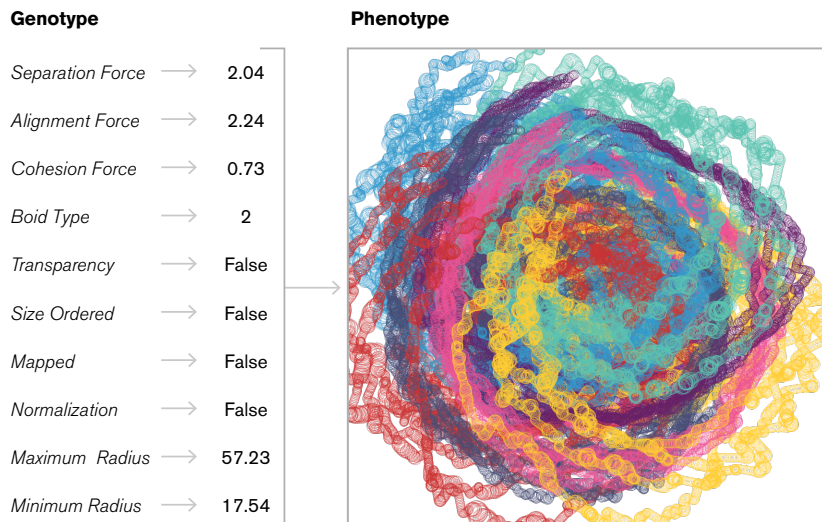 Genotype
Phenotype
Separation Force 2.04
Alignment Force 2.24
Cohesion Force 0.73
Boid Type 2
Transparency False
Size Ordered False
Mapped False
Normalization False
Maximum Radius 57.23
Minimum Radius 17.54